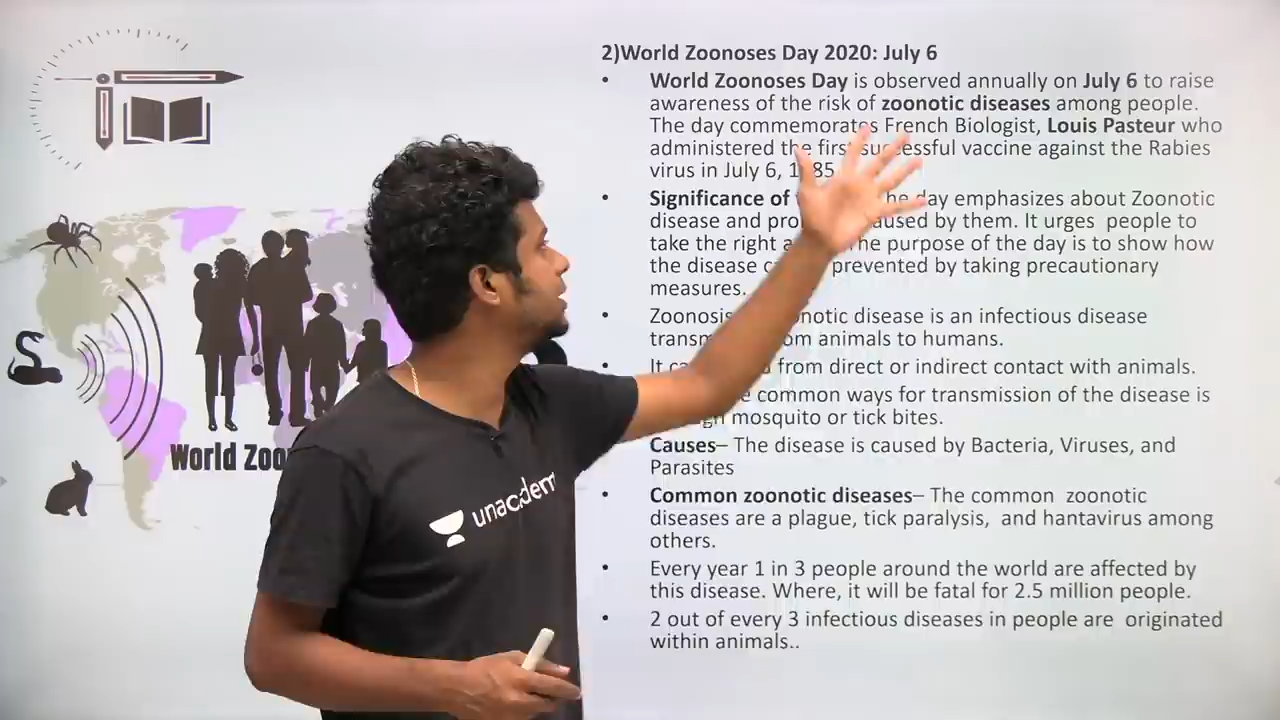 2)World Zoonoses Day 2020: July 6
• World Zoonoses Day is observed annually on July 6 to raise
awareness of the risk of zoonotic diseases among people.
The day commemorates French Biologist, Louis Pasteur who
administered the first successful vaccine against the Rabies
virus in July 6, 1 85
• Significance of he day emphasizes about Zoonotic
disease and pro aused by them. It urges people to
take the right a he purpose of the day is to show how
the disease c prevented by taking precautionary
measures.
• Zoonosis notic disease is an infectious disease
transm om animals to humans.
• It ca from direct or indirect contact with animals.
e common ways for transmission of the disease is
gh mosquito or tick bites.
Causes– The disease is caused by Bacteria, Viruses, and
Parasites
• Common zoonotic diseases– The common zoonotic
diseases are a plague, tick paralysis, and hantavirus among
others.
• Every year 1 in 3 people around the world are affected by
this disease. Where, it will be fatal for 2.5 million people.
• 2 out of every 3 infectious diseases in people are originated
within animals..
World Zoo
unacadem